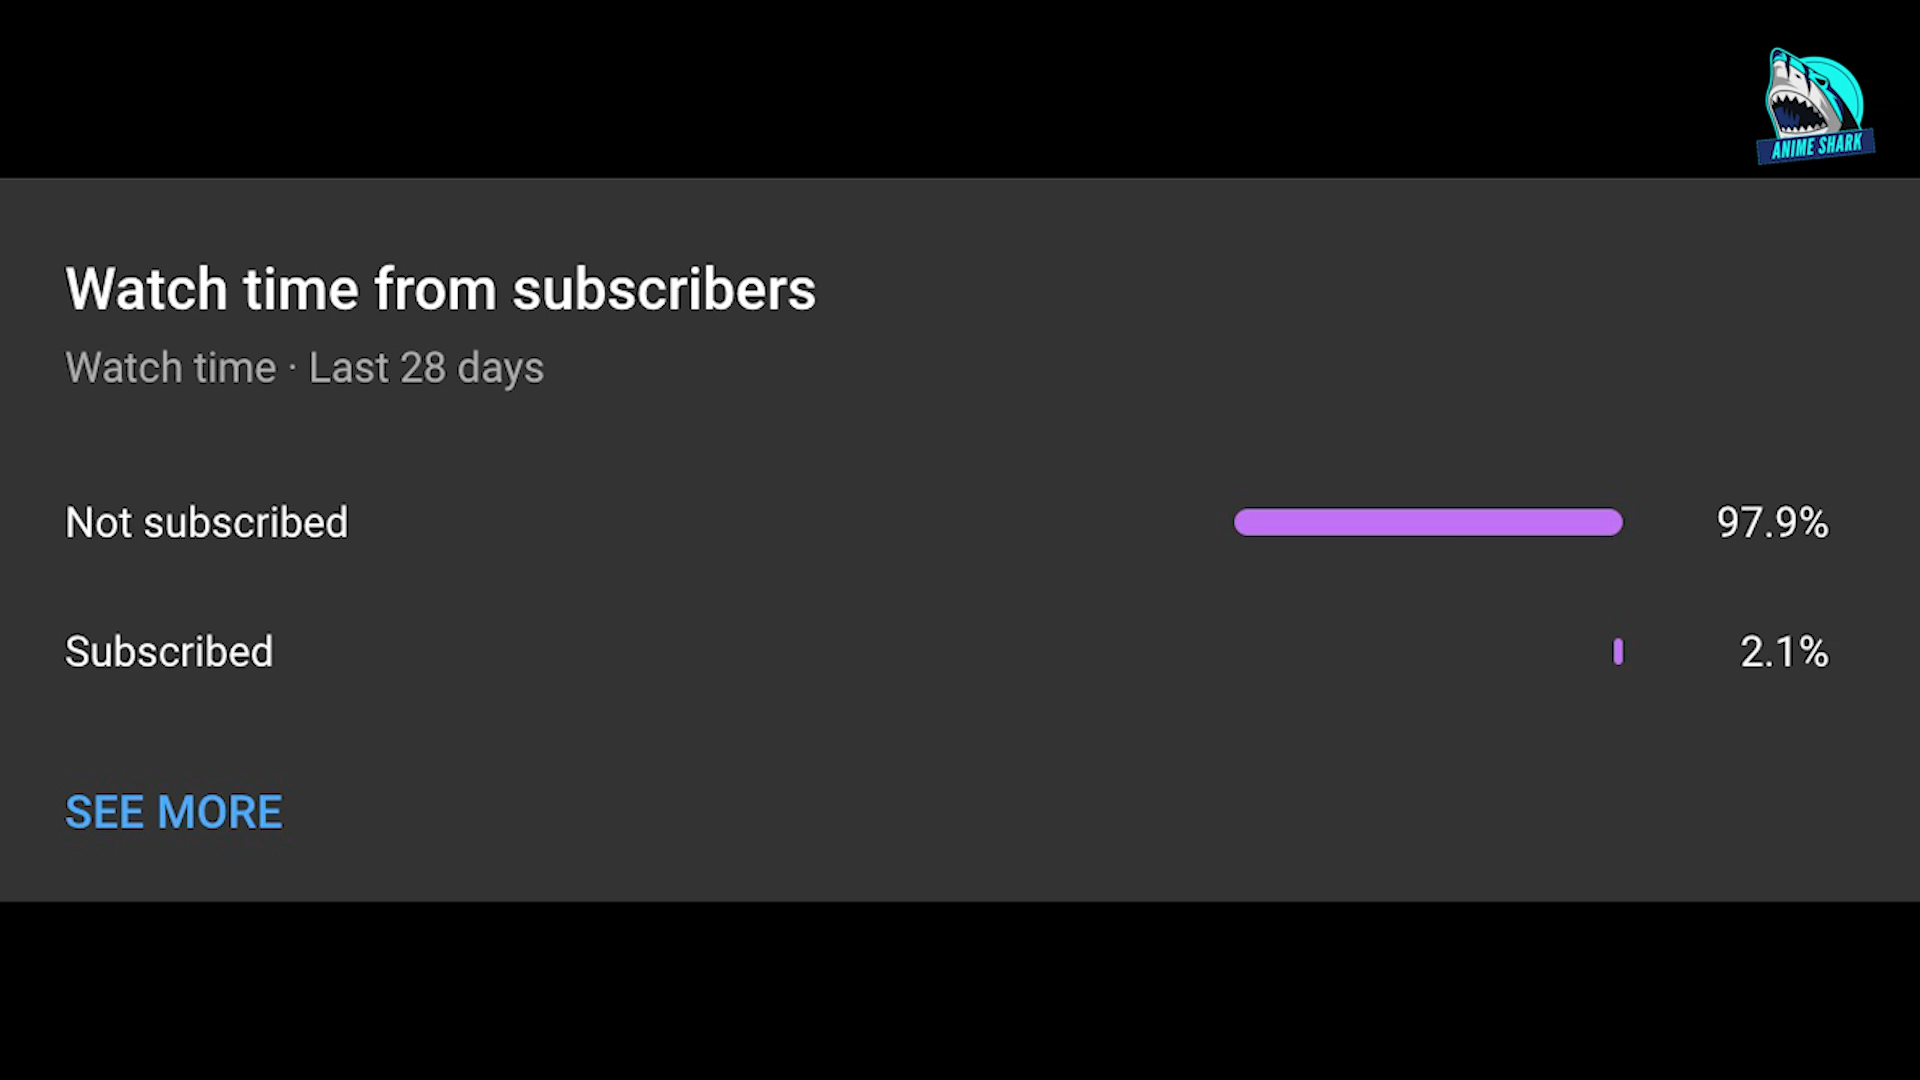 ANIME SHARK
Watch time from subscribers
Watch time · Last 28 days
Not subscribed 97.9%
Subscribed 2.1%
SEE MORE